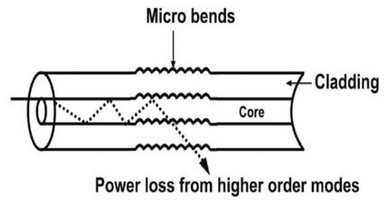 Micro bends
Cladding
Core
Power loss from higher order modes